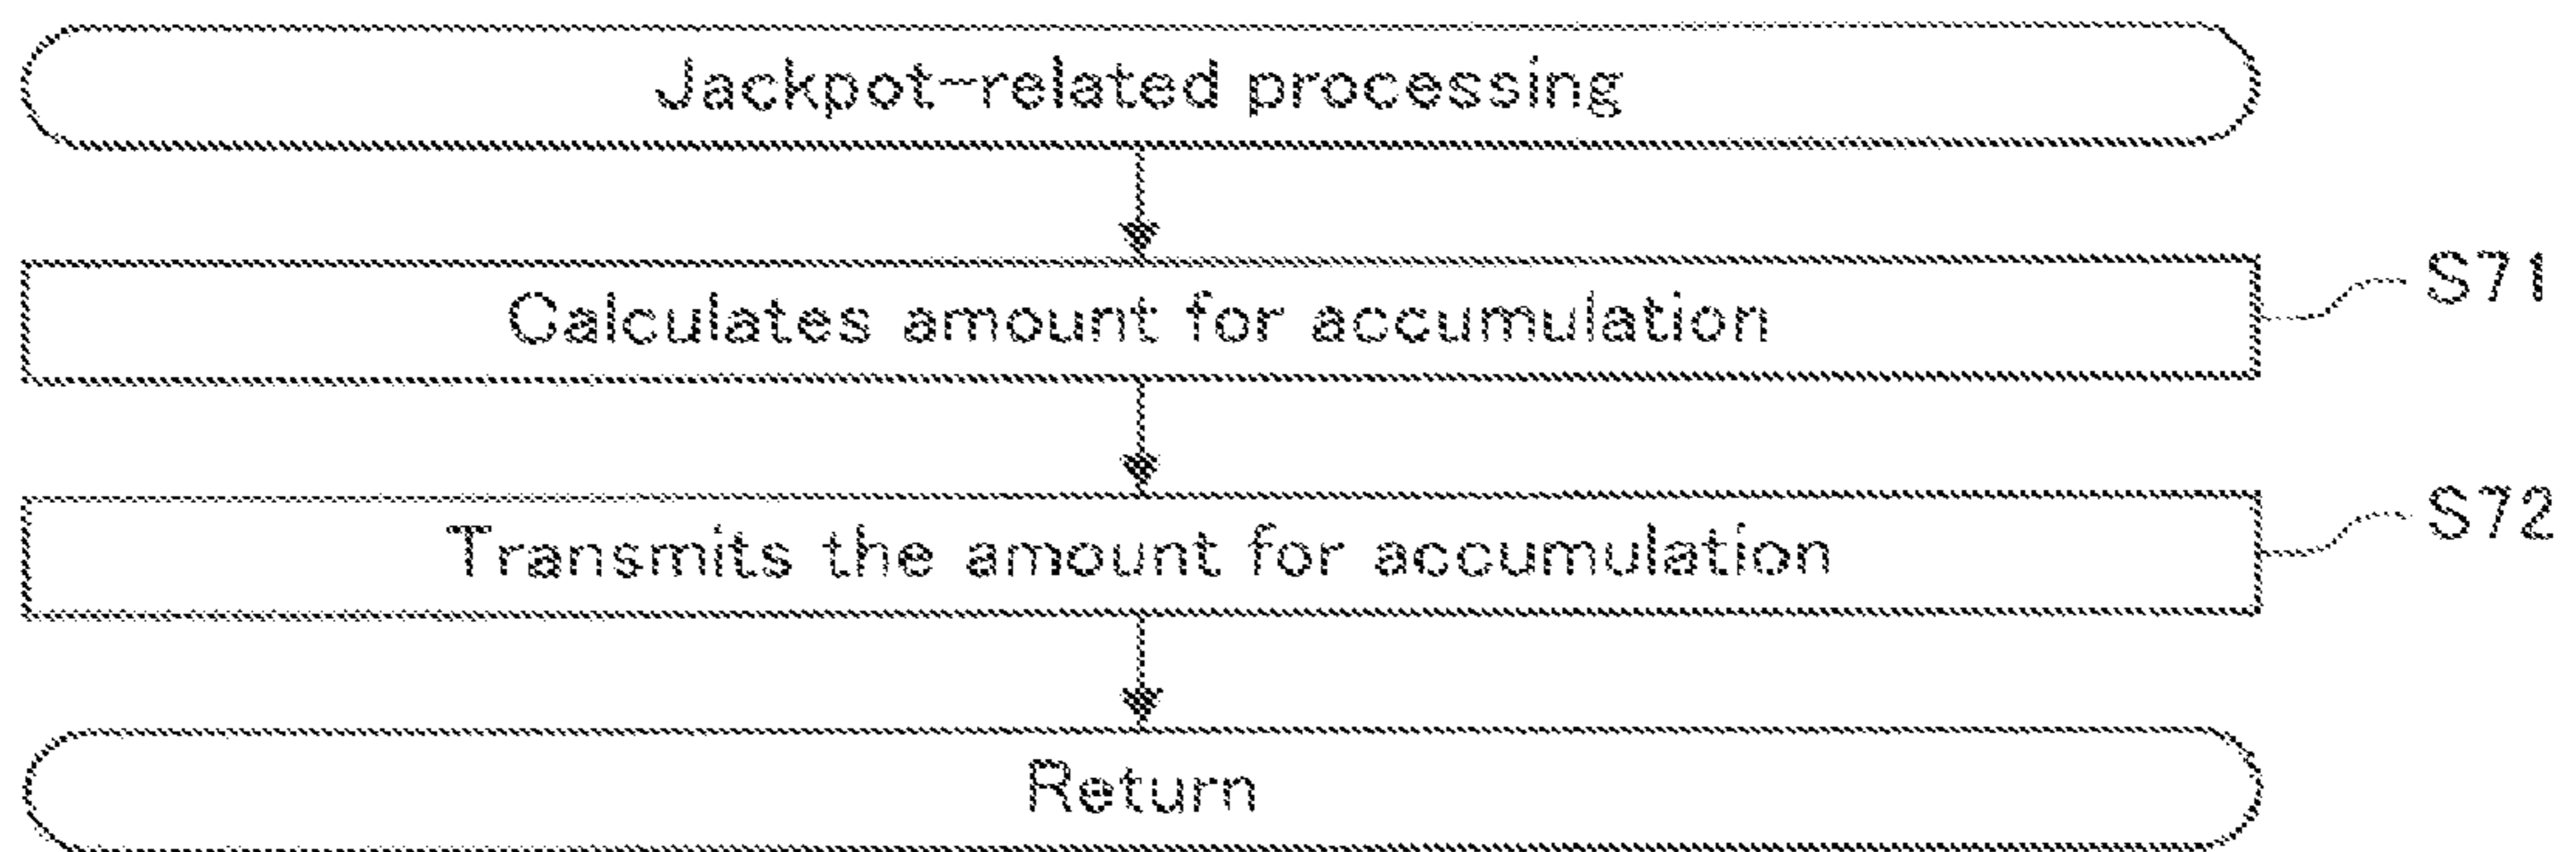 Jackpot-related processing
Calculates amount for accumulation
S71
Transmits the amount for accumulation
S72
Return